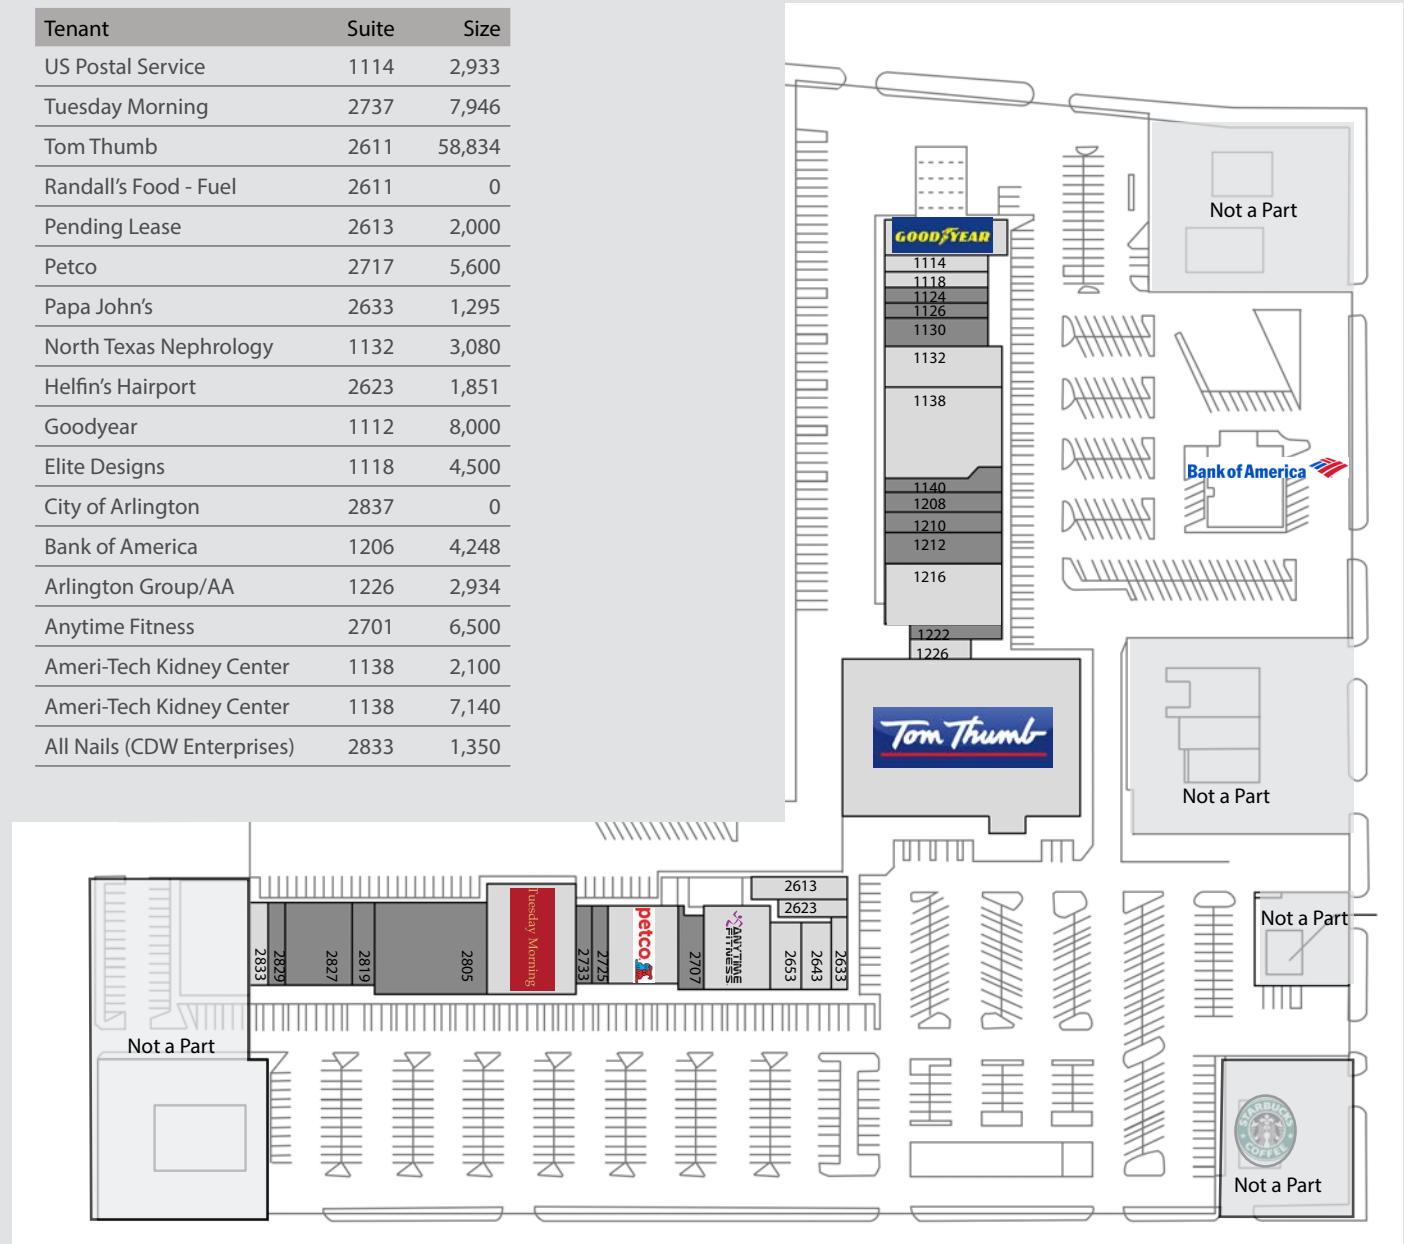 Tenant Suite Size
US Postal Service 1114 2,933
Tuesday Morning 2737 7,946
Tom Thumb 2611 58,834
Randall’s Food - Fuel 2611 0
Pending Lease 2613 2,000
Petco 2717 5,600
Papa John’s 2633 1,295
North Texas Nephrology 1132 3,080
Helfin’s Hairport 2623 1,851
Goodyear 1112 8,000
Elite Designs 1118 4,500
City of Arlington 2837 0
Bank of America 1206 4,248
Arlington Group/AA 1226 2,934
Anytime Fitness 2701 6,500
Ameri-Tech Kidney Center 1138 2,100
Ameri-Tech Kidney Center 1138 7,140
All Nails (CDW Enterprises) 2833 1,350
Not a Part
GOODYEAR
1114
1118
1124
1126
1130
1132
1138
1140
1208
1210
1212
1216
1222
1226
Bank of America
Tom Thumb
Not a Part
2613
2623
2833
2829
2827
2819
2805
Tuesday Morning
2733
2725
petco
2707
ANYTIME
FITNESS
2653
2643
2633
Not a Part
Not a Part
STARBUCKS
COFFEE
Not a Part